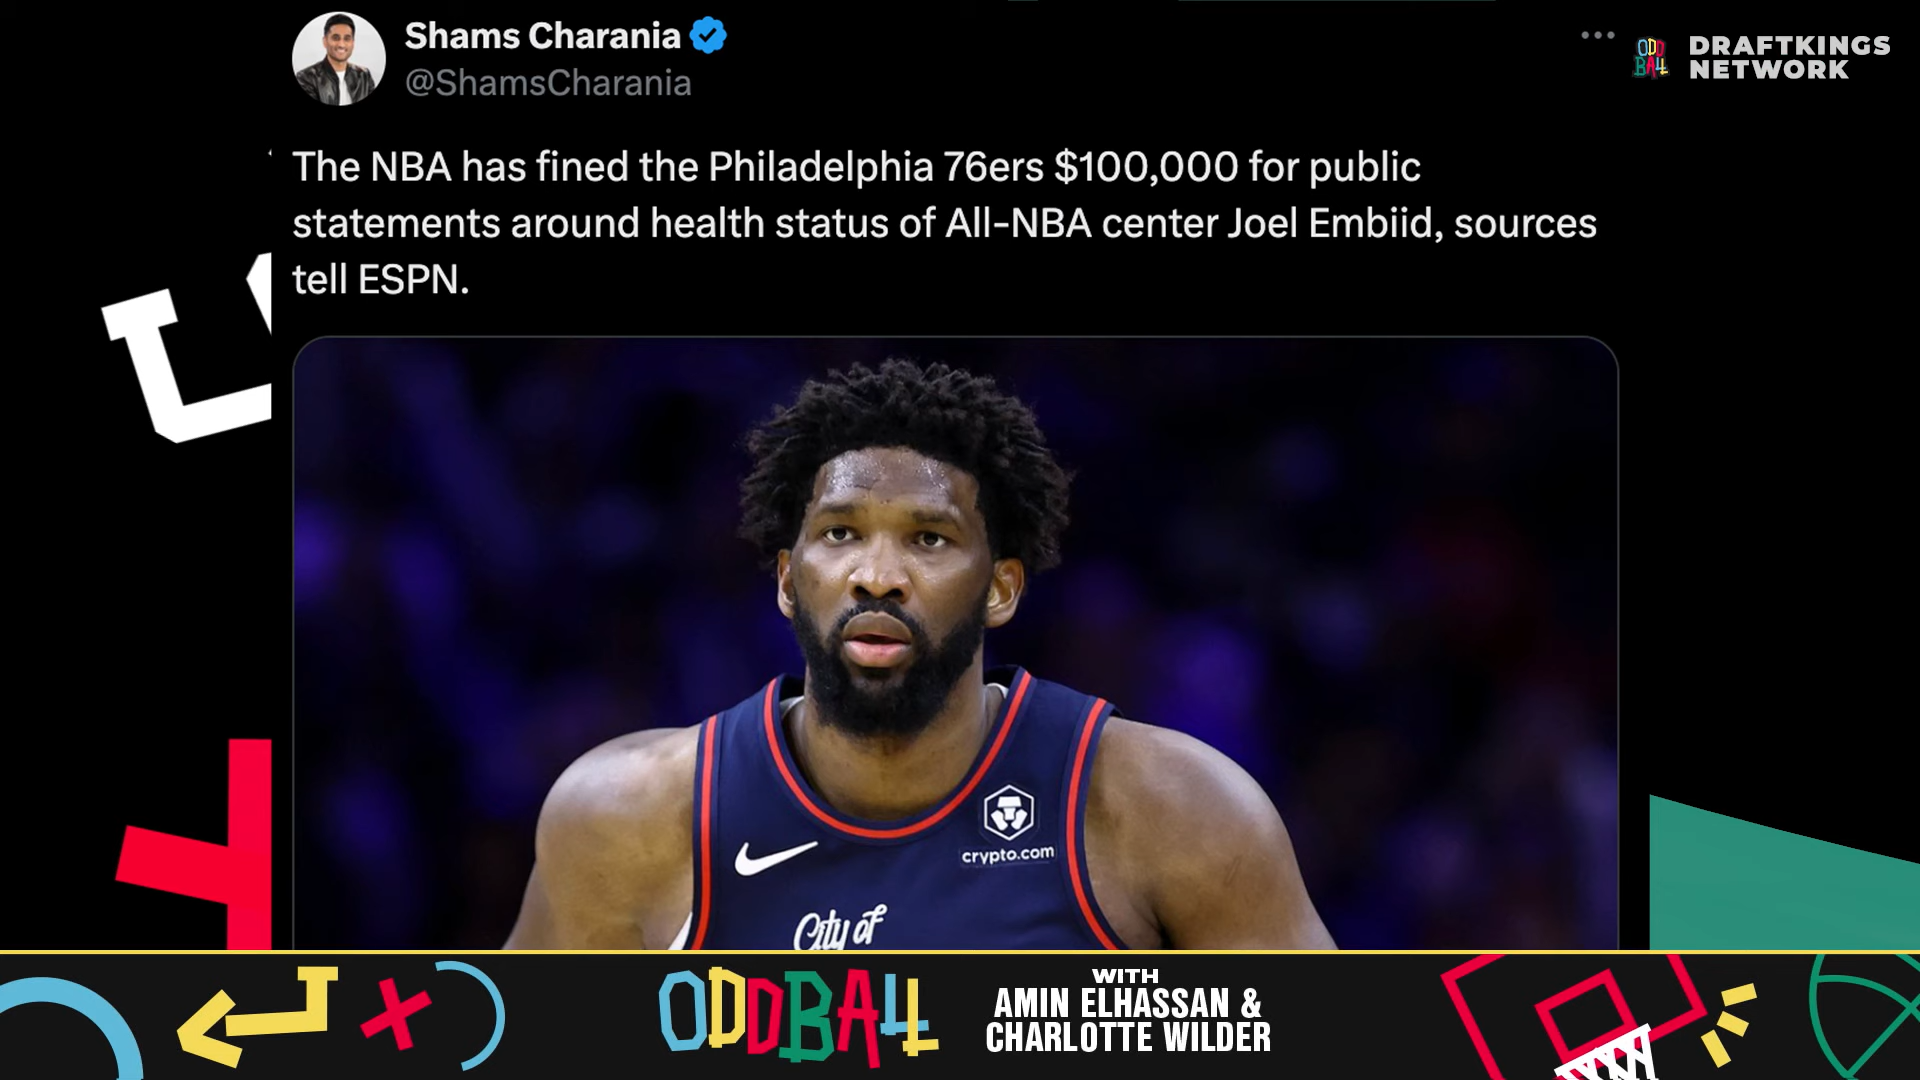 Shams Charania
@ShamsCharania
ODD
BALL
DRAFTKINGS
NETWORK
The NBA has fined the Philadelphia 76ers $100,000 for public
statements around health status of All-NBA center Joel Embiid, sources
tell ESPN.
crypto.com
City of
ODDBALL
WITH
AMIN ELHASSAN &
CHARLOTTE WILDER